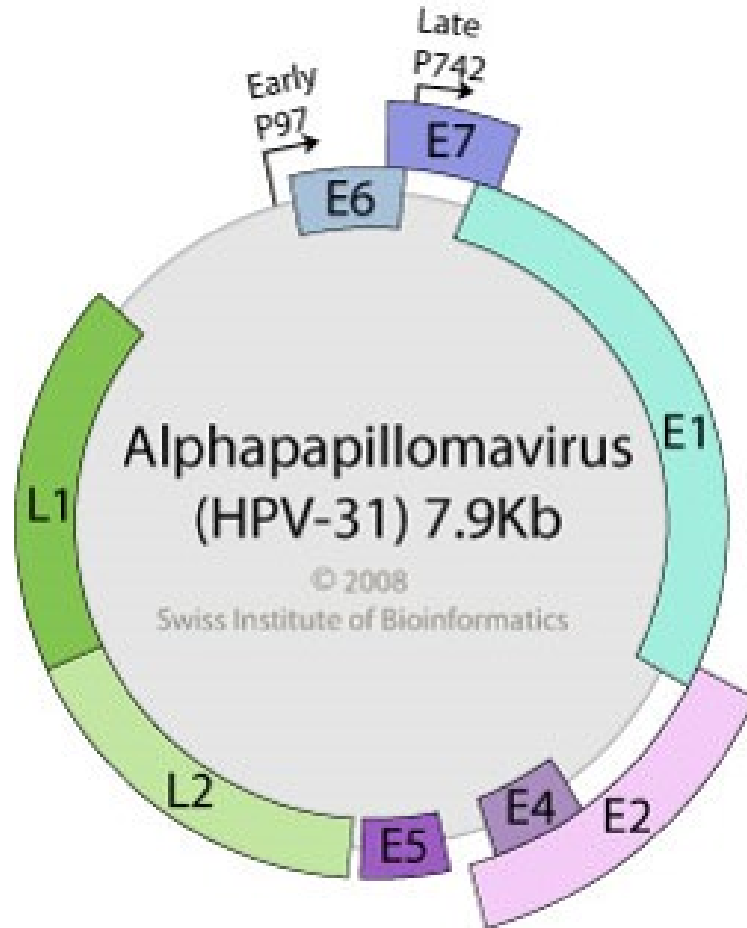 Late
P742
Early
P97
E7
E6
E1
Alphapapillomavirus
(HPV-31) 7.9Kb
L1
© 2008
Swiss Institute of Bioinformatics
L2
E4
E2
E5